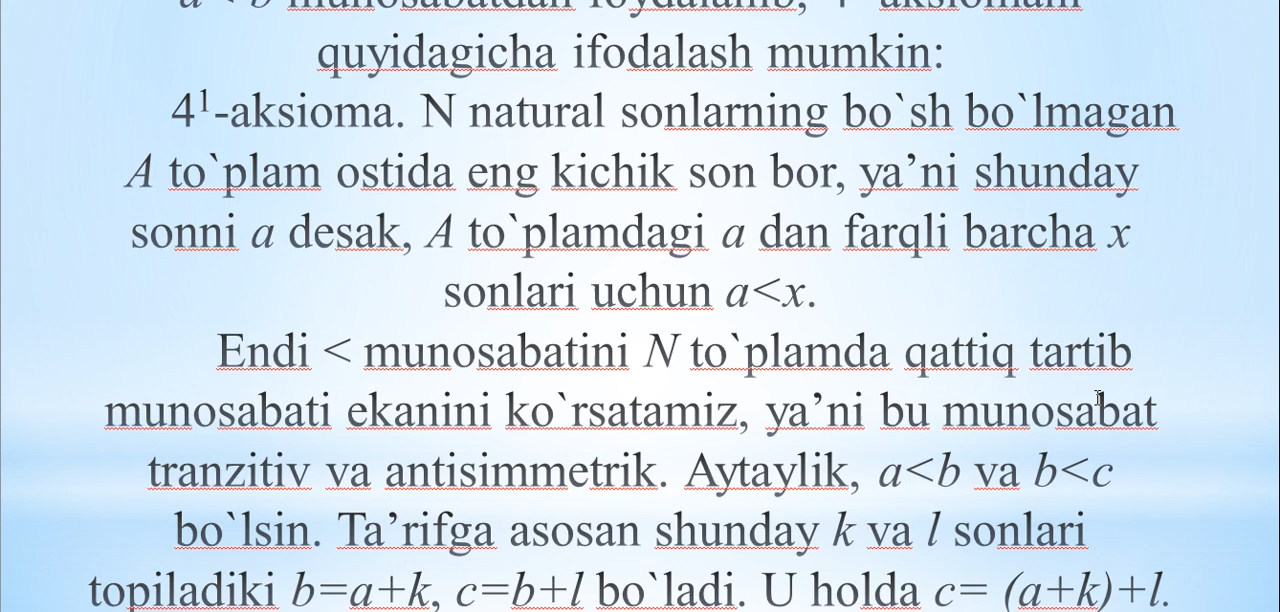 quyidagicha ifodalash mumkin:
4¹-aksioma. N natural sonlarning bo`sh bo`lmagan
A to`plam ostida eng kichik son bor, ya’ni shunday
sonni a desak, A to`plamdagi a dan farqli barcha x
sonlari uchun a<x.
Endi < munosabatini N to`plamda qattiq tartib
munosabati ekanini ko`rsatamiz, ya’ni bu munosabat
tranzitiv va antisimmetrik. Aytaylik, a<b va b<c
bo`lsin. Ta’rifga asosan shunday k va l sonlari
topiladiki b=a+k, c=b+l bo`ladi. U holda c= (a+k)+l.